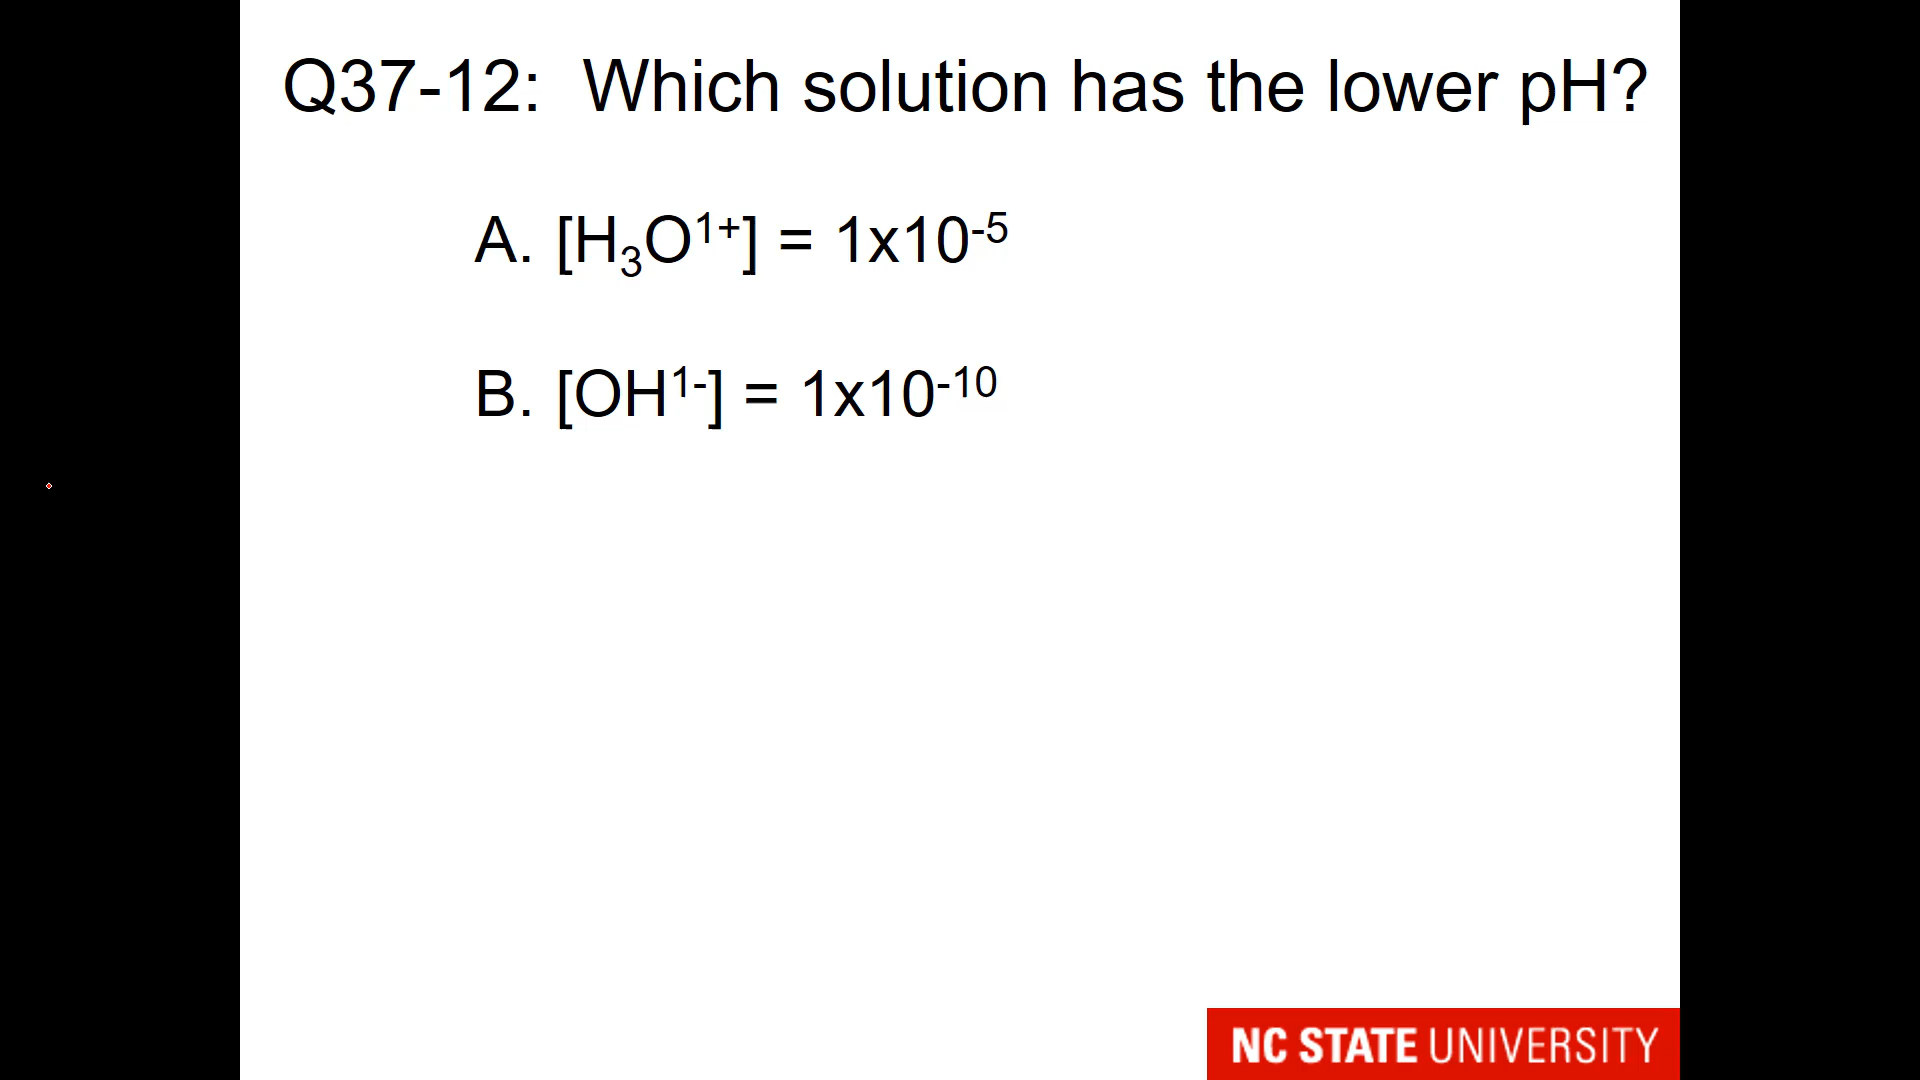 Q37-12: Which solution has the lower pH?
A. [H₃O¹⁺] = 1x10⁻⁵
B. [OH¹⁻] = 1x10⁻¹⁰
NC STATE UNIVERSITY